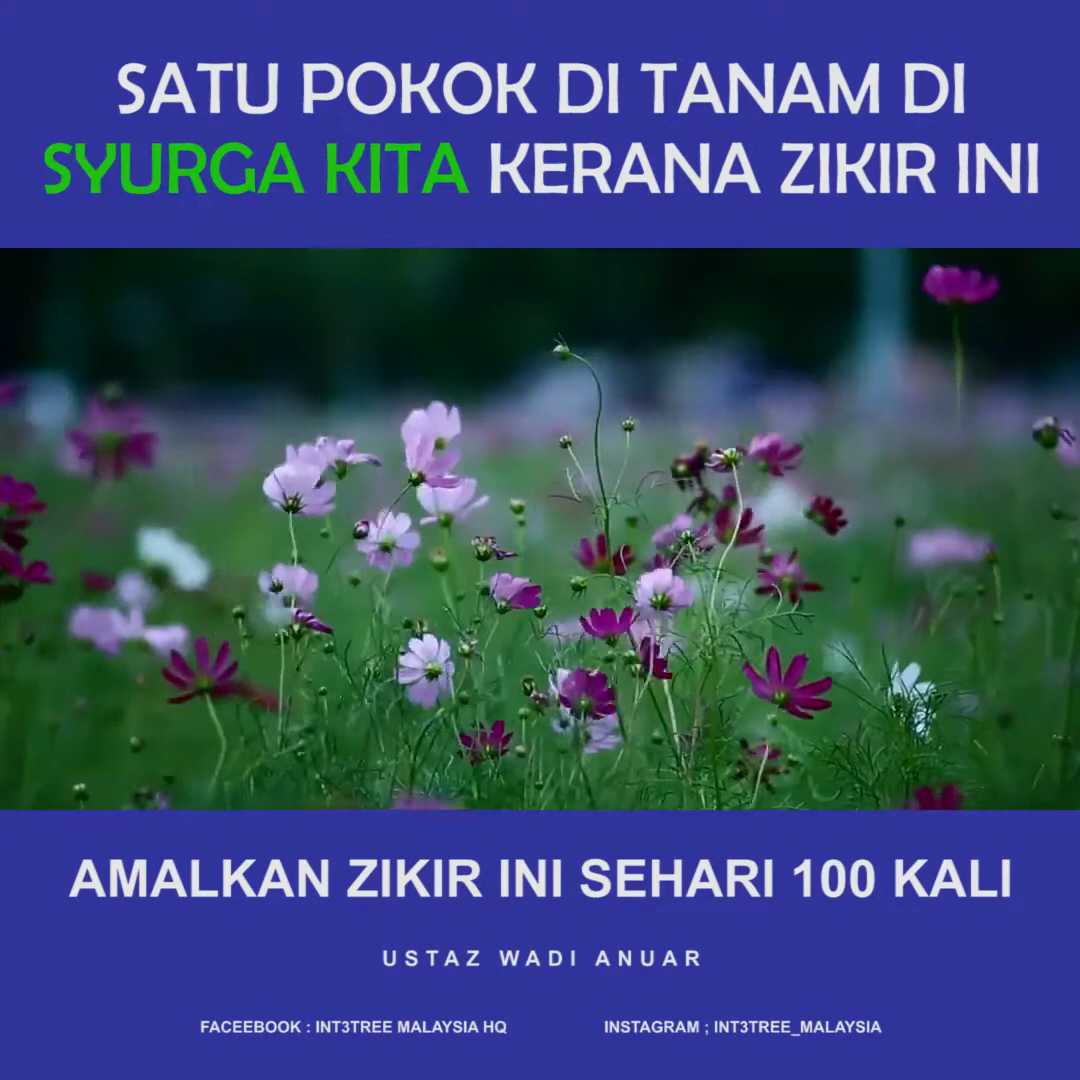 SATU POKOK DI TANAM DI
SYURGA KITA KERANA ZIKIR INI
AMALKAN ZIKIR INI SEHARI 100 KALI
USTAZ WADI ANUAR
FACEEBOOK : INT3TREE MALAYSIA HQ
INSTAGRAM ; INT3TREE_MALAYSIA